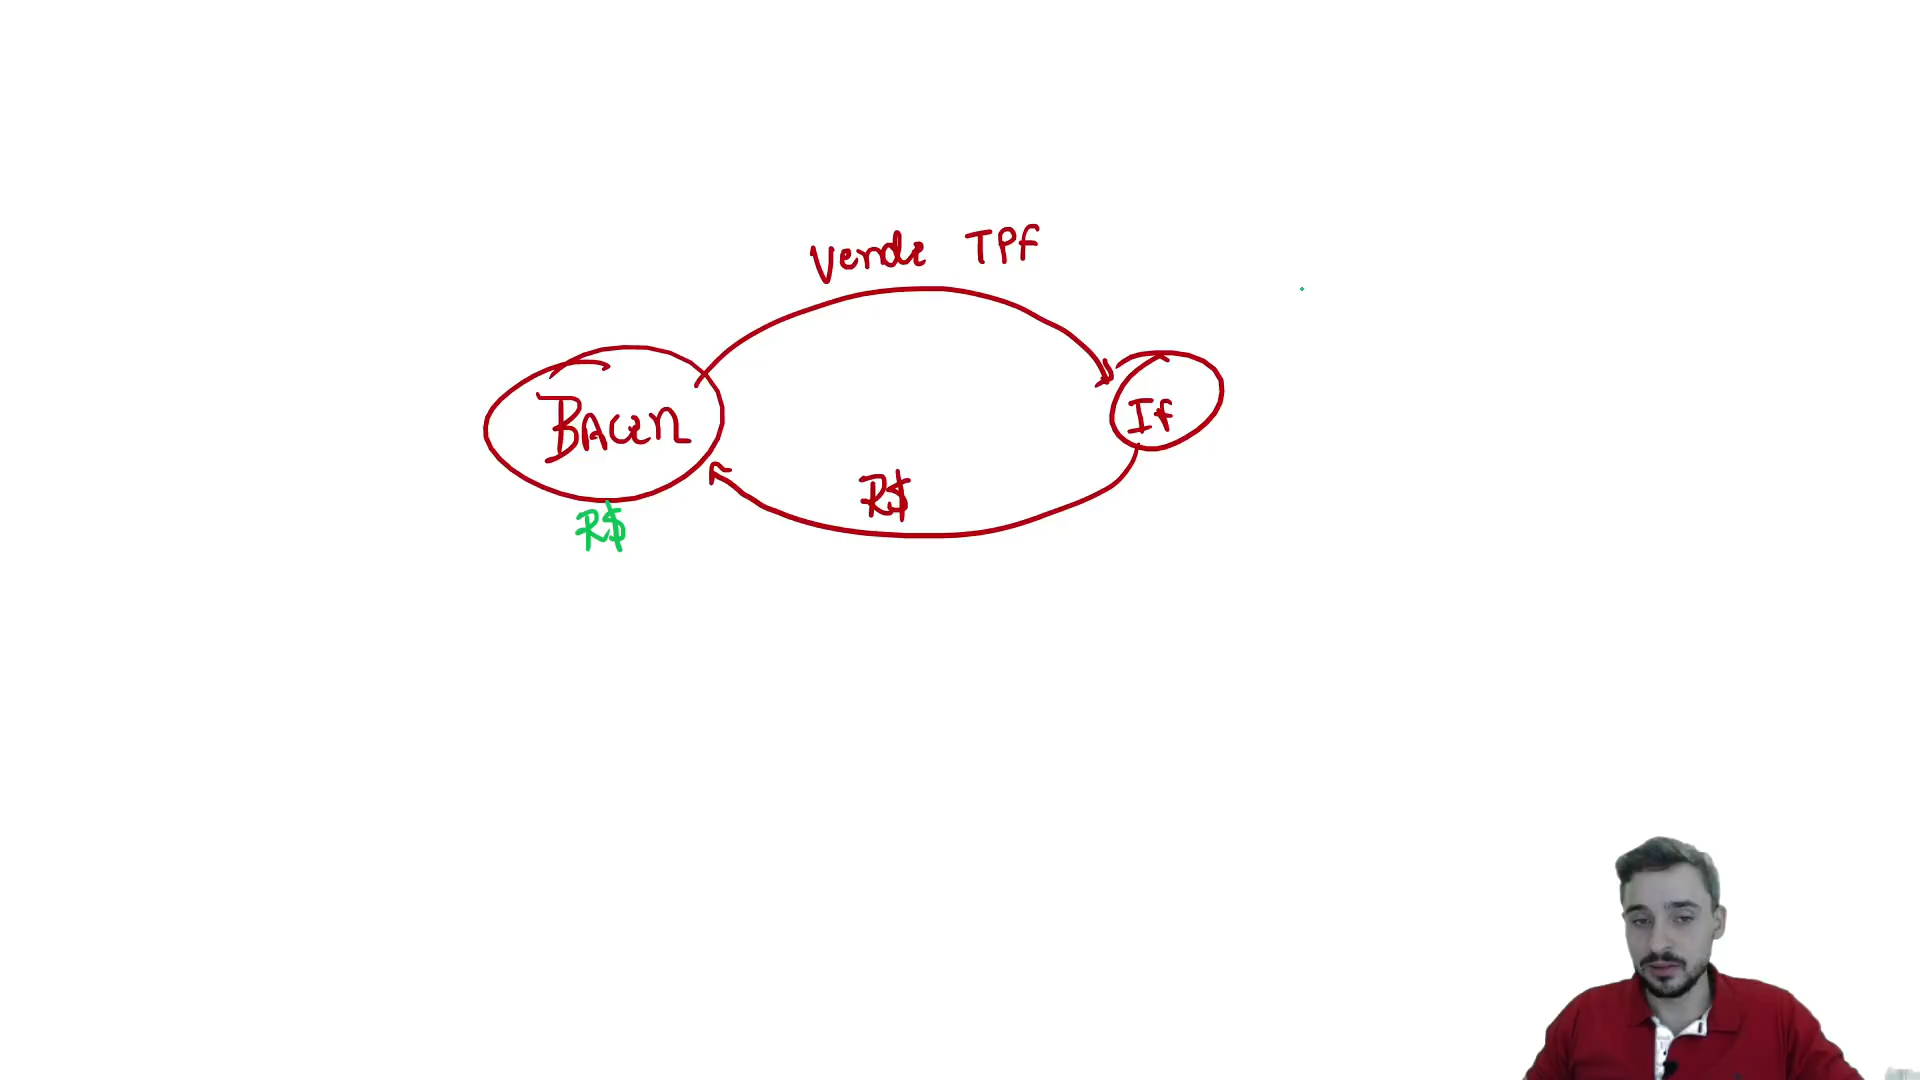 Vende TPF
BACEN
IF
R$
R$